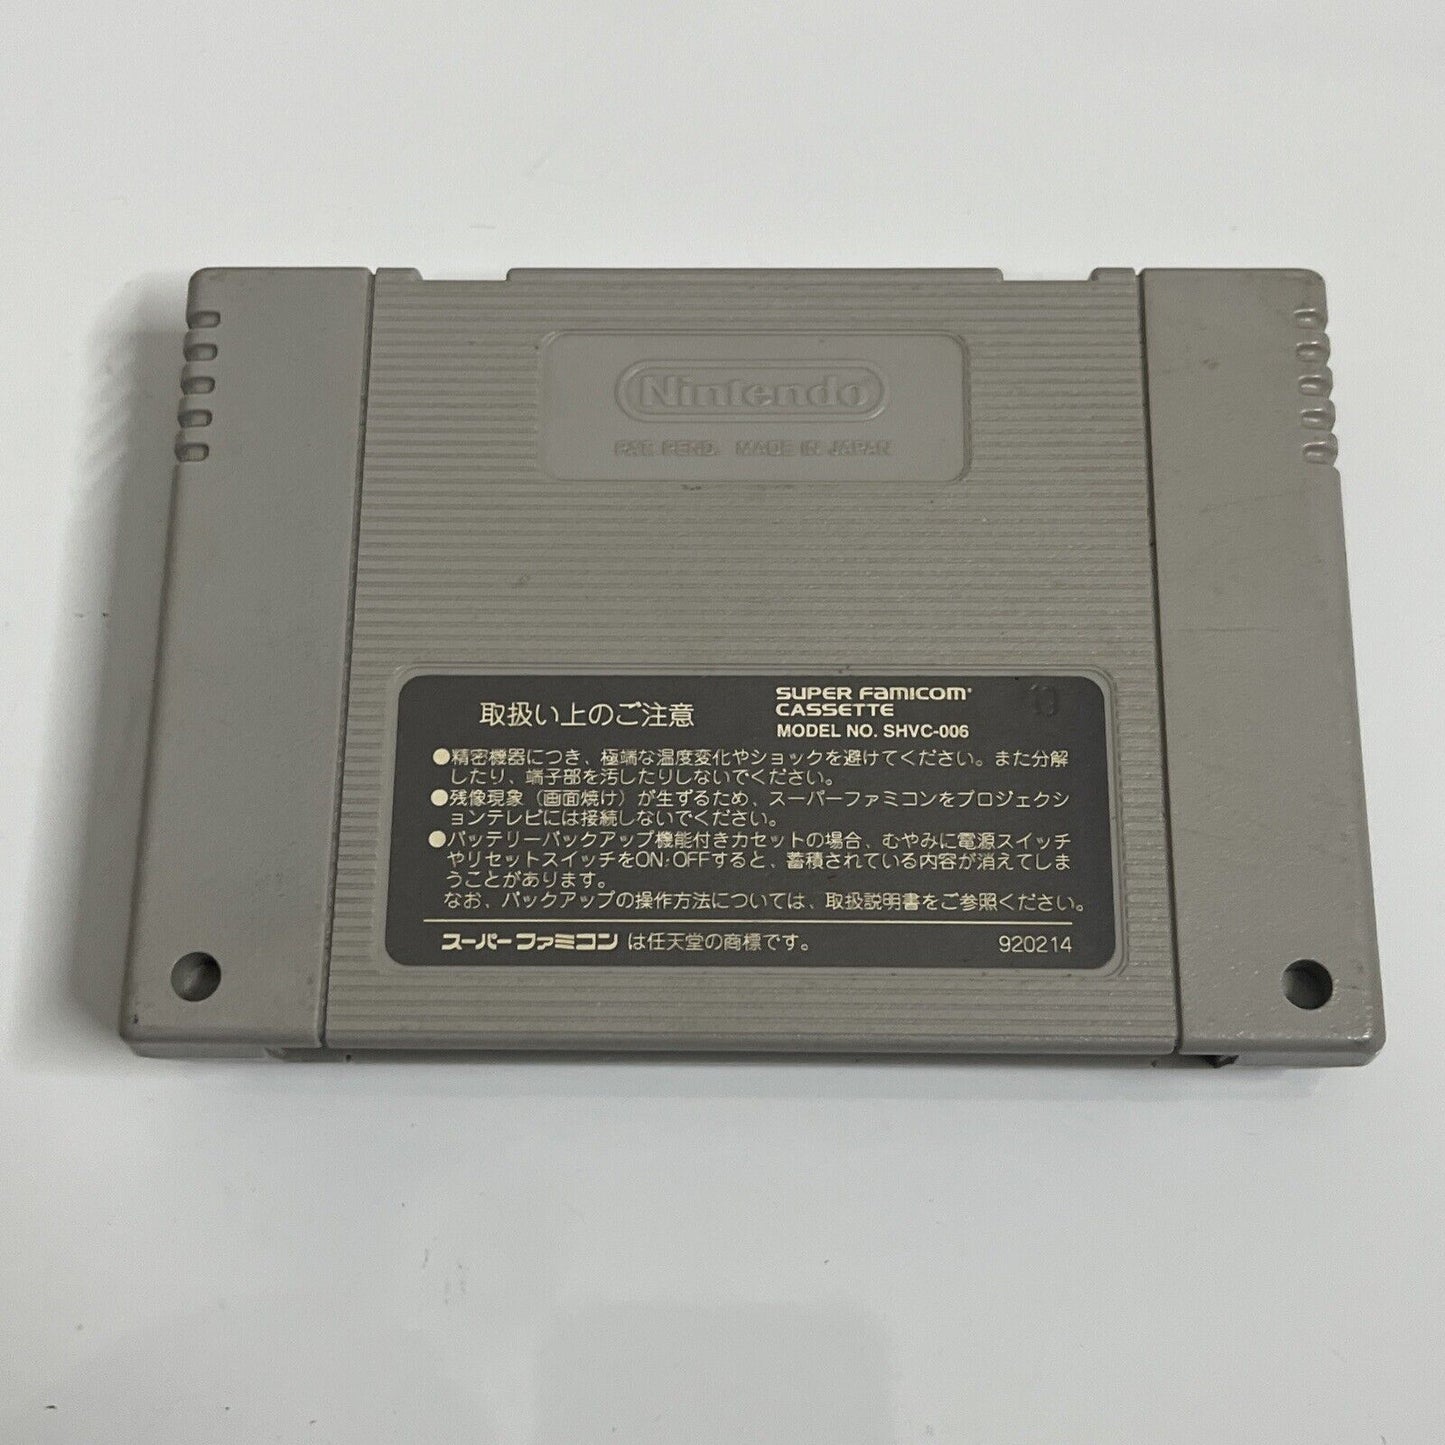 Nintendo
PAT. PEND. MADE IN JAPAN
取扱い上のご注意
SUPER FAMICOM
CASSETTE
MODEL NO. SHVC-006
●精密機器につき、極端な温度変化やショックを避けてください。また分解
したり、端子部を汚したりしないでください。
●残像現象（画面焼け）が生ずるため、スーパーファミコンをプロジェクシ
ョンテレビには接続しないでください。
●バッテリーバックアップ機能付きカセットの場合、むやみに電源スイッチ
やリセットスイッチをON・OFFすると、蓄積されている内容が消えてしま
うことがあります。
なお、バックアップの操作方法については、取扱説明書をご参照ください。
スーパーファミコン は任天堂の商標です。
920214